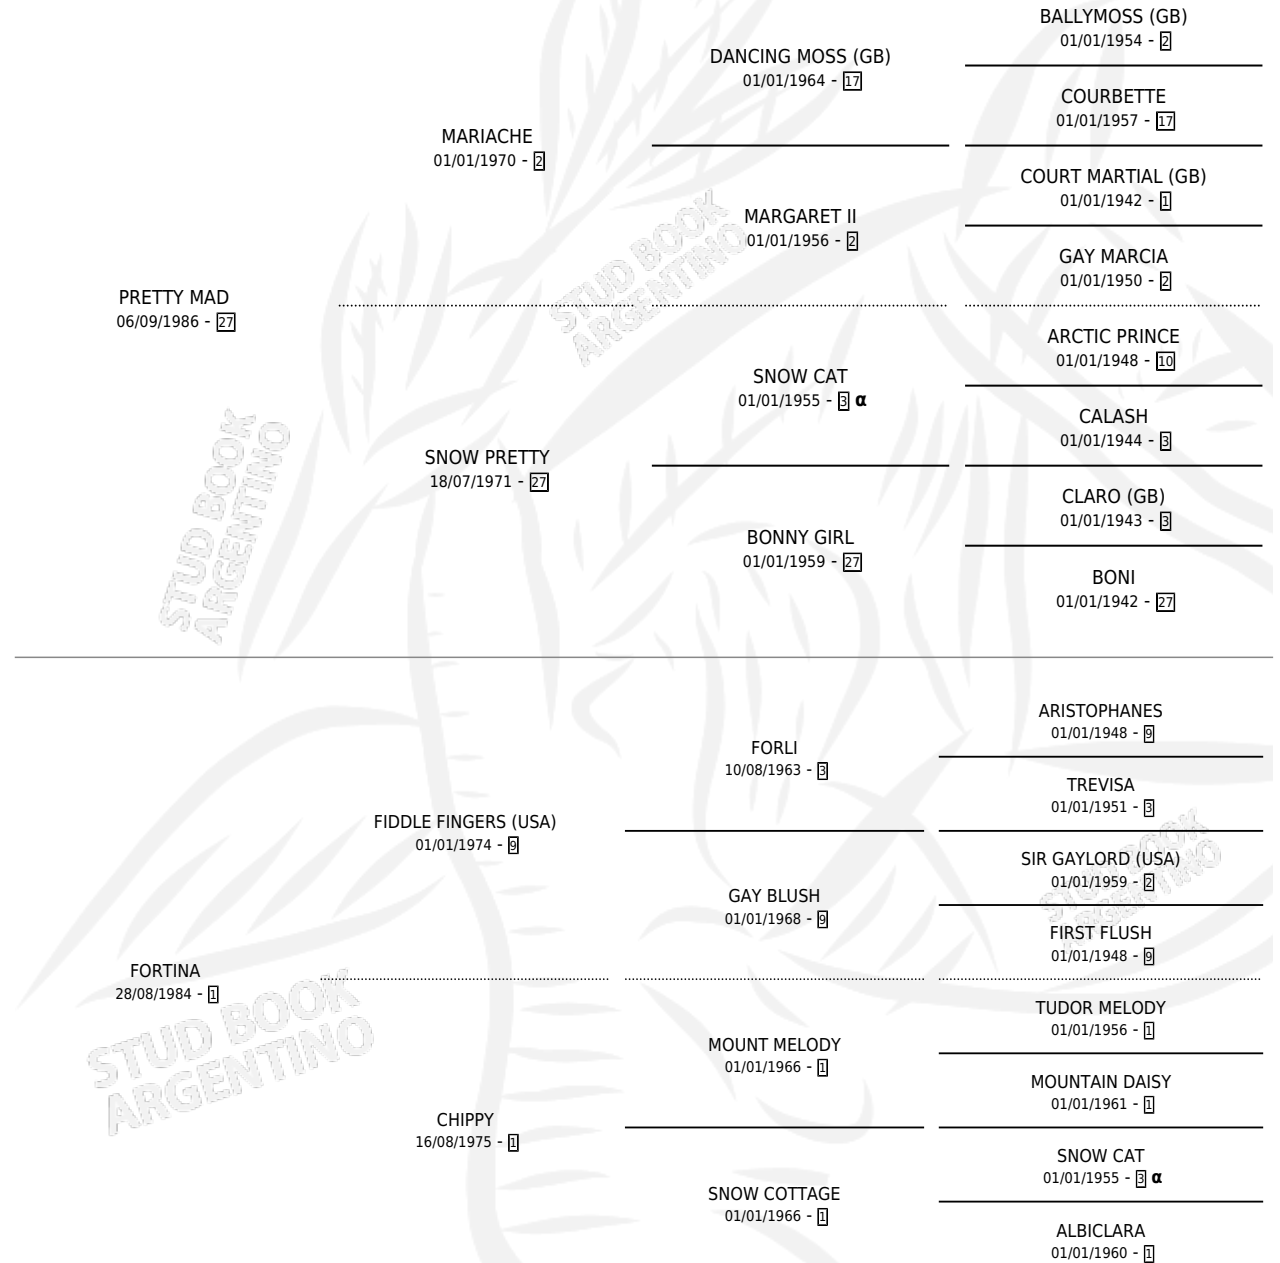 BALLYMOSS (GB)
01/01/1954 - 2
DANCING MOSS (GB)
01/01/1964 - 17
COURBETTE
01/01/1957 - 17
MARIACHE
01/01/1970 - 2
COURT MARTIAL (GB)
01/01/1942 - 1
MARGARET II
01/01/1956 - 2
GAY MARCIA
01/01/1950 - 2
PRETTY MAD
06/09/1986 - 27
ARCTIC PRINCE
01/01/1948 - 10
SNOW CAT
01/01/1955 - 3 α
CALASH
01/01/1944 - 3
SNOW PRETTY
18/07/1971 - 27
CLARO (GB)
01/01/1943 - 3
BONNY GIRL
01/01/1959 - 27
BONI
01/01/1942 - 27
ARISTOPHANES
01/01/1948 - 9
FORLI
10/08/1963 - 3
TREVISA
01/01/1951 - 3
FIDDLE FINGERS (USA)
01/01/1974 - 9
SIR GAYLORD (USA)
01/01/1959 - 2
GAY BLUSH
01/01/1968 - 9
FIRST FLUSH
01/01/1948 - 9
FORTINA
28/08/1984 - 1
TUDOR MELODY
01/01/1956 - 1
MOUNT MELODY
01/01/1966 - 1
MOUNTAIN DAISY
01/01/1961 - 1
CHIPPY
16/08/1975 - 1
SNOW CAT
01/01/1955 - 3 α
SNOW COTTAGE
01/01/1966 - 1
ALBICLARA
01/01/1960 - 1
STUD BOOK
ARGENTINO
STUD BOOK
ARGENTINO
STUD BOOK
ARGENTINO
STUD BOOK
ARGENTINO